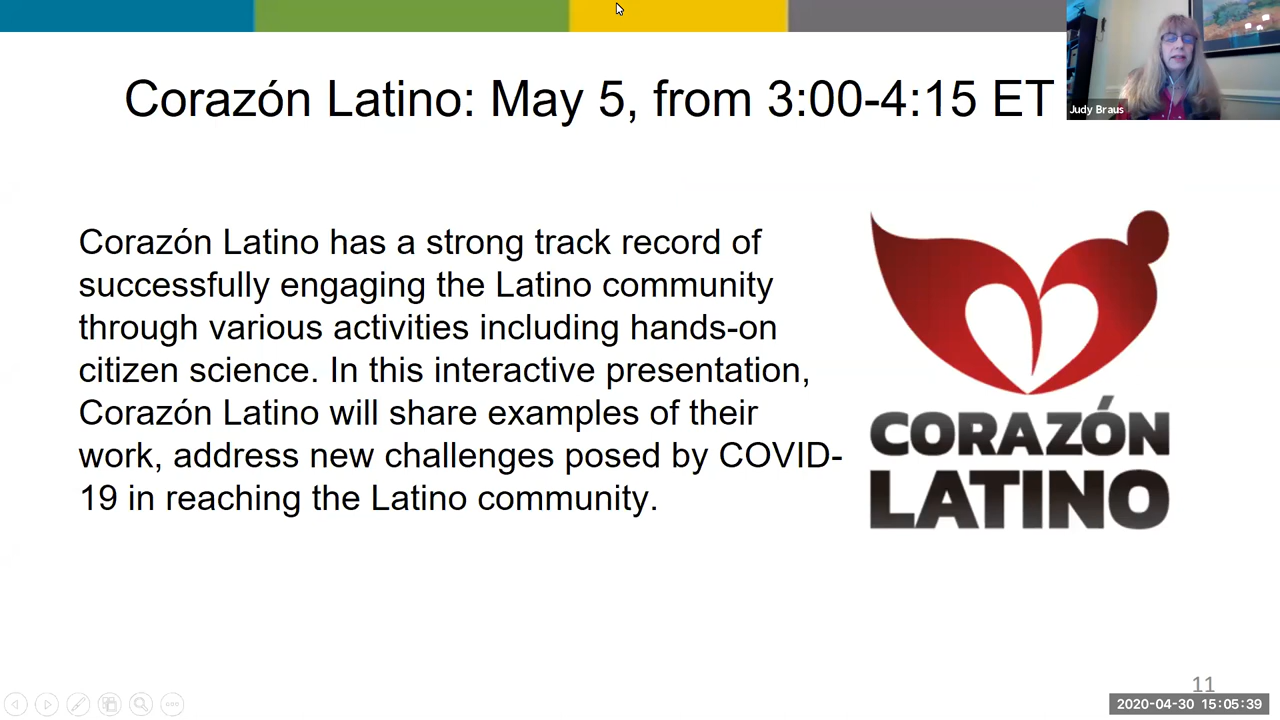 Corazón Latino: May 5, from 3:00-4:15 ET
Judy Braus
Corazón Latino has a strong track record of
successfully engaging the Latino community
through various activities including hands-on
citizen science. In this interactive presentation,
Corazón Latino will share examples of their
work, address new challenges posed by COVID-
19 in reaching the Latino community.
CORAZÓN
LATINO
11
2020-04-30 15:05:39